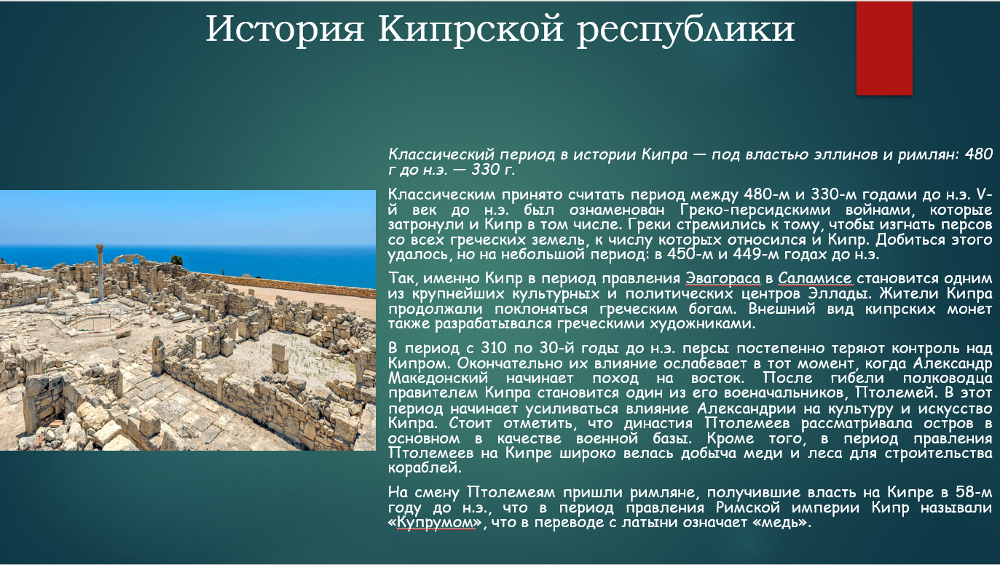 История Кипрской республики
Классический период в истории Кипра — под властью эллинов и римлян: 480
г до н.э. — 330 г.
Классическим принято считать период между 480-м и 330-м годами до н.э. V-
й век до н.э. был ознаменован Греко-персидскими войнами, которые
затронули и Кипр в том числе. Греки стремились к тому, чтобы изгнать персов
со всех греческих земель, к числу которых относился и Кипр. Добиться этого
удалось, но на небольшой период: в 450-м и 449-м годах до н.э.
Так, именно Кипр в период правления Эвагораса в Саламисе становится одним
из крупнейших культурных и политических центров Эллады. Жители Кипра
продолжали поклоняться греческим богам. Внешний вид кипрских монет
также разрабатывался греческими художниками.
В период с 310 по 30-й годы до н.э. персы постепенно теряют контроль над
Кипром. Окончательно их влияние ослабевает в тот момент, когда Александр
Македонский начинает поход на восток. После гибели полководца
правителем Кипра становится один из его военачальников, Птолемей. В этот
период начинает усиливаться влияние Александрии на культуру и искусство
Кипра. Стоит отметить, что династия Птолемеев рассматривала остров в
основном в качестве военной базы. Кроме того, в период правления
Птолемеев на Кипре широко велась добыча меди и леса для строительства
кораблей.
На смену Птолемеям пришли римляне, получившие власть на Кипре в 58-м
году до н.э., что в период правления Римской империи Кипр называли
«Купрумом», что в переводе с латыни означает «медь».